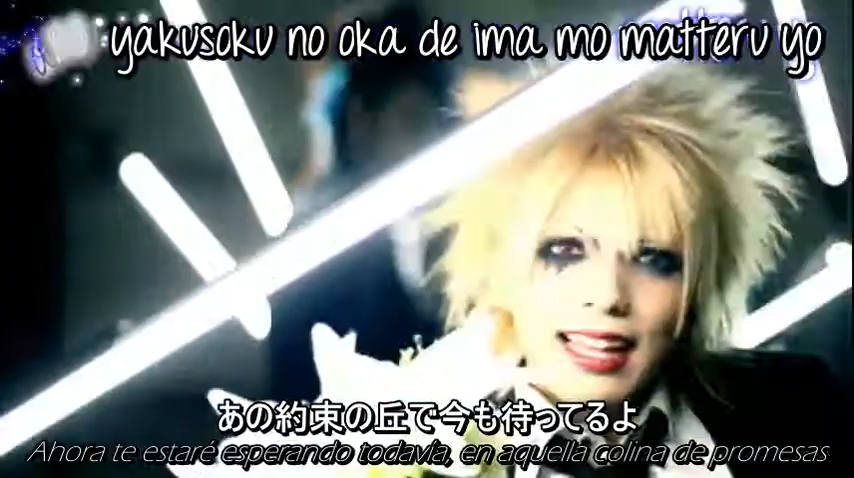 yakusoku no oka de ima mo matteru yo
あの約束の丘で今も待ってるよ
Ahora te estaré esperando todavía, en aquella colina de promesas